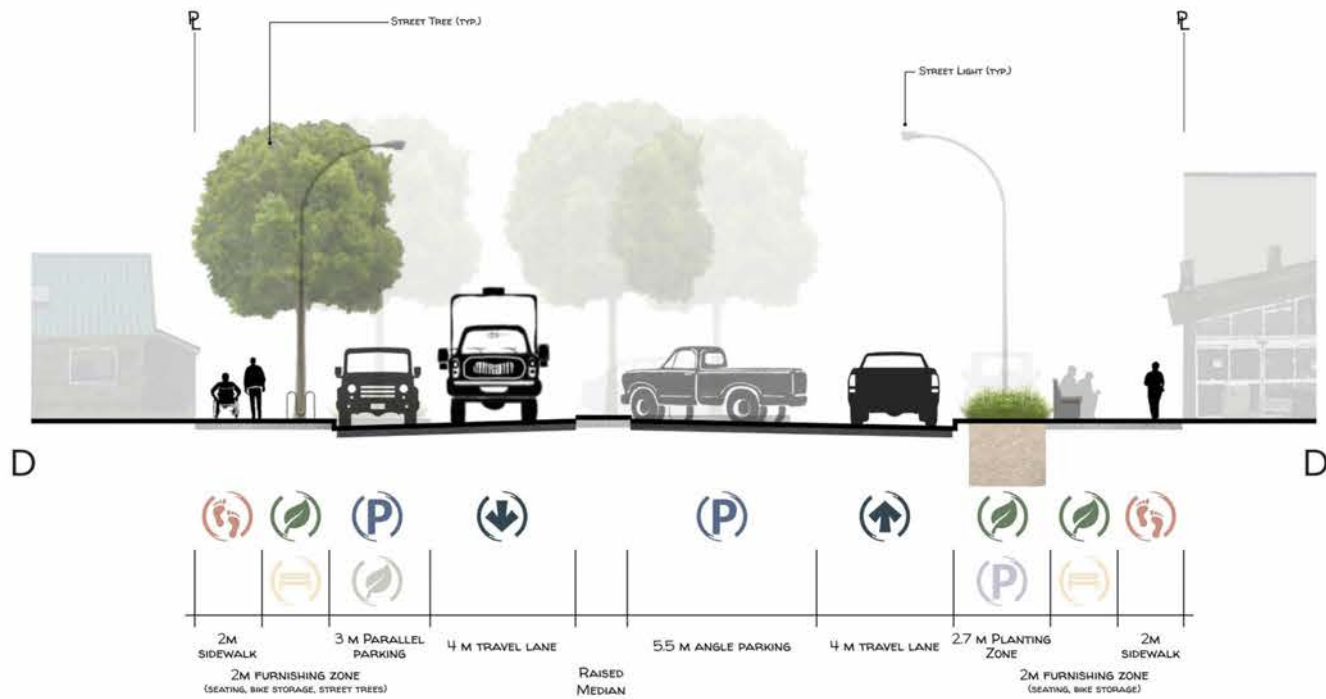 PL
PL
STREET TREE (TYP.)
STREET LIGHT (TYP.)
D
D
P
P
P
2M
SIDEWALK
3 M PARALLEL
PARKING
4 M TRAVEL LANE
5.5 M ANGLE PARKING
4 M TRAVEL LANE
2.7 M PLANTING
ZONE
2M
SIDEWALK
2M FURNISHING ZONE
(SEATING, BIKE STORAGE, STREET TREES)
RAISED
MEDIAN
2M FURNISHING ZONE
(SEATING, BIKE STORAGE)